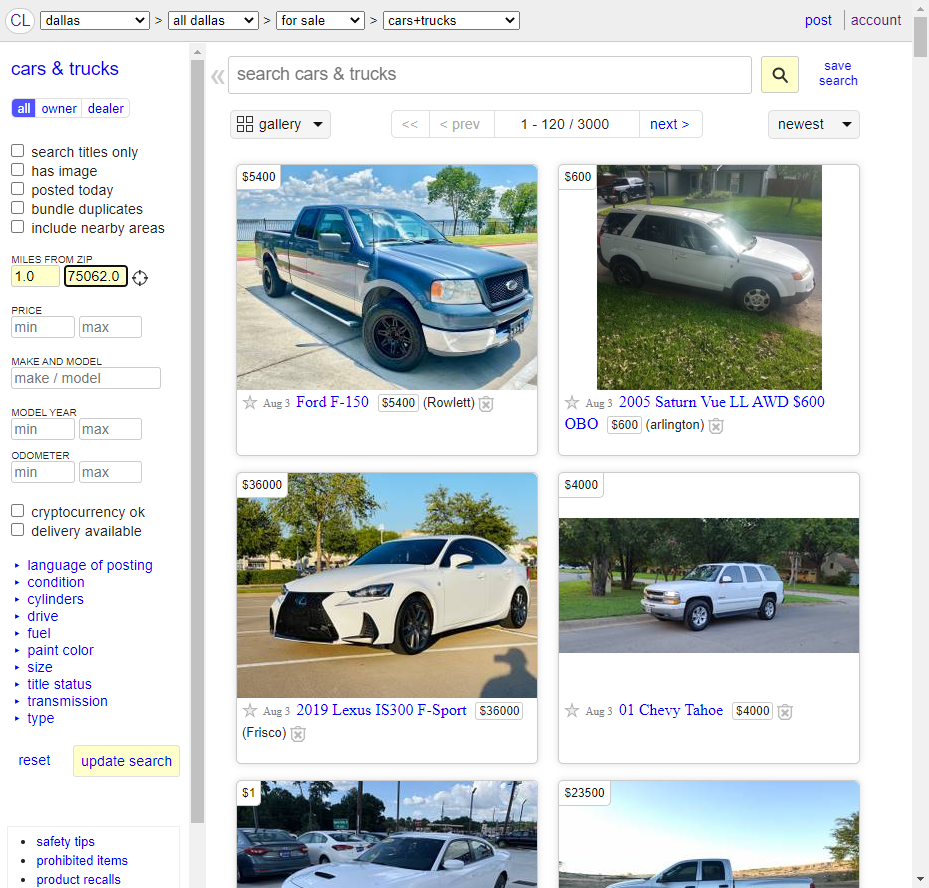 CL dallas > all dallas > for sale > cars+trucks post account
cars & trucks
all owner dealer
search titles only
has image
posted today
bundle duplicates
include nearby areas
MILES FROM ZIP
1.0 75062.0
PRICE
min max
MAKE AND MODEL
make / model
MODEL YEAR
min max
ODOMETER
min max
cryptocurrency ok
delivery available
language of posting
condition
cylinders
drive
fuel
paint color
size
title status
transmission
type
reset update search
safety tips
prohibited items
product recalls
« search cars & trucks
save
search
gallery << < prev 1 - 120 / 3000 next > newest
$5400
Aug 3 Ford F-150 $5400 (Rowlett)
$600
Aug 3 2005 Saturn Vue LL AWD $600
OBO $600 (arlington)
$36000
Aug 3 2019 Lexus IS300 F-Sport $36000
(Frisco)
$4000
Aug 3 01 Chevy Tahoe $4000
$1
$23500